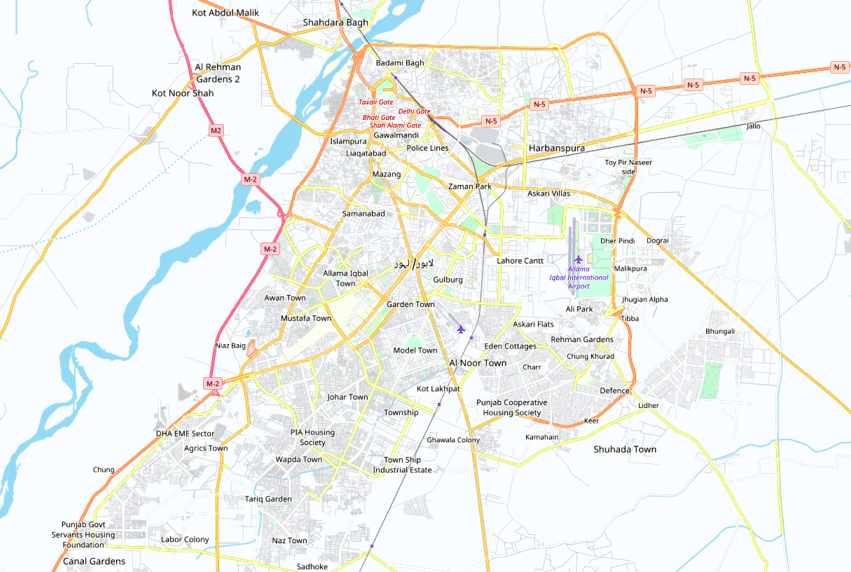 Kot Abdul Malik
Shahdara Bagh
Badami Bagh
Al Rehman
Gardens 2
Kot Noor Shah
N-5
N-5
N-5
N-5
N-5
Taxali Gate
Delhi Gate
Bhati Gate
Shah Alami Gate
M2
Gawalmandi
Islampura
Police Lines
Harbanspura
Jallo
Liaqatabad
Toy Pir Naseer
side
Mazang
M-2
Zaman Park
Askari Villas
Samanabad
M-2
Dher Pindi
Dograi
لاہور/ لہور
Lahore Cantt
Allama
Iqbal International
Airport
Malikpura
Allama Iqbal
Town
Gulburg
Awan Town
Garden Town
Jhugian Alpha
Ali Park
Tibba
Mustafa Town
Askari Flats
Bhungali
Niaz Baig
Model Town
Eden Cottages
Rehman Gardens
Chung Khurad
Al Noor Town
Charr
M-2
Kot Lakhpat
Defence
Johar Town
Punjab Cooperative
Housing Society
Lidher
Township
Keer
DHA EME Sector
PIA Housing
Society
Ghawala Colony
Kamahain
Agrics Town
Shuhada Town
Wapda Town
Town Ship
Industrial Estate
Chung
Tariq Garden
Punjab Govt
Servants Housing
Foundation
Labor Colony
Naz Town
Canal Gardens
Sadhoke